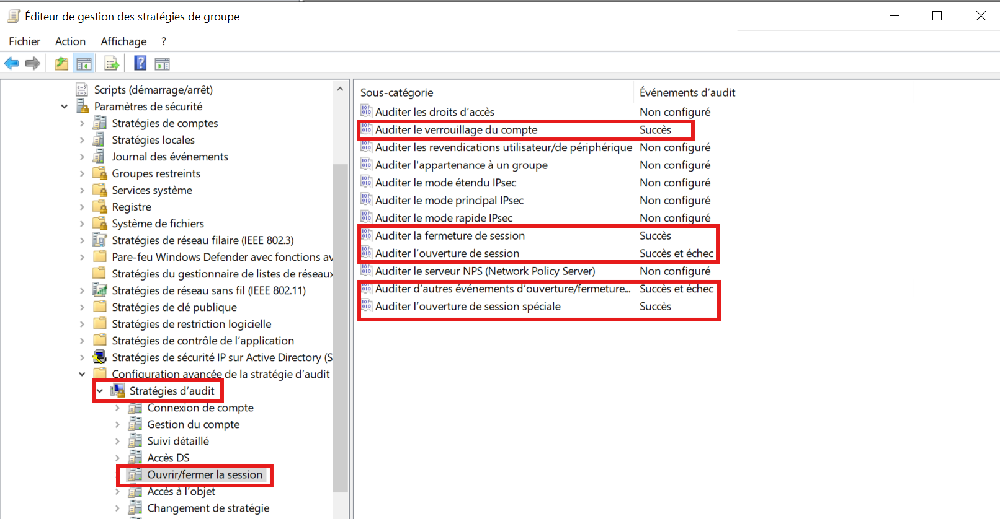 Éditeur de gestion des stratégies de groupe
Fichier Action Affichage ?
Scripts (démarrage/arrêt)
Paramètres de sécurité
Stratégies de comptes
Stratégies locales
Journal des événements
Groupes restreints
Services système
Registre
Système de fichiers
Stratégies de réseau filaire (IEEE 802.3)
Pare-feu Windows Defender avec fonctions av
Stratégies du gestionnaire de listes de réseaux
Stratégies de réseau sans fil (IEEE 802.11)
Stratégies de clé publique
Stratégies de restriction logicielle
Stratégies de contrôle de l’application
Stratégies de sécurité IP sur Active Directory (S
Configuration avancée de la stratégie d’audit
Stratégies d’audit
Connexion de compte
Gestion du compte
Suivi détaillé
Accès DS
Ouvrir/fermer la session
Accès à l’objet
Changement de stratégie
Sous-catégorie Événements d’audit
Auditer les droits d’accès Non configuré
Auditer le verrouillage du compte Succès
Auditer les revendications utilisateur/de périphérique Non configuré
Auditer l'appartenance à un groupe Non configuré
Auditer le mode étendu IPsec Non configuré
Auditer le mode principal IPsec Non configuré
Auditer le mode rapide IPsec Non configuré
Auditer la fermeture de session Succès
Auditer l’ouverture de session Succès et échec
Auditer le serveur NPS (Network Policy Server) Non configuré
Auditer d’autres événements d’ouverture/fermeture... Succès et échec
Auditer l’ouverture de session spéciale Succès